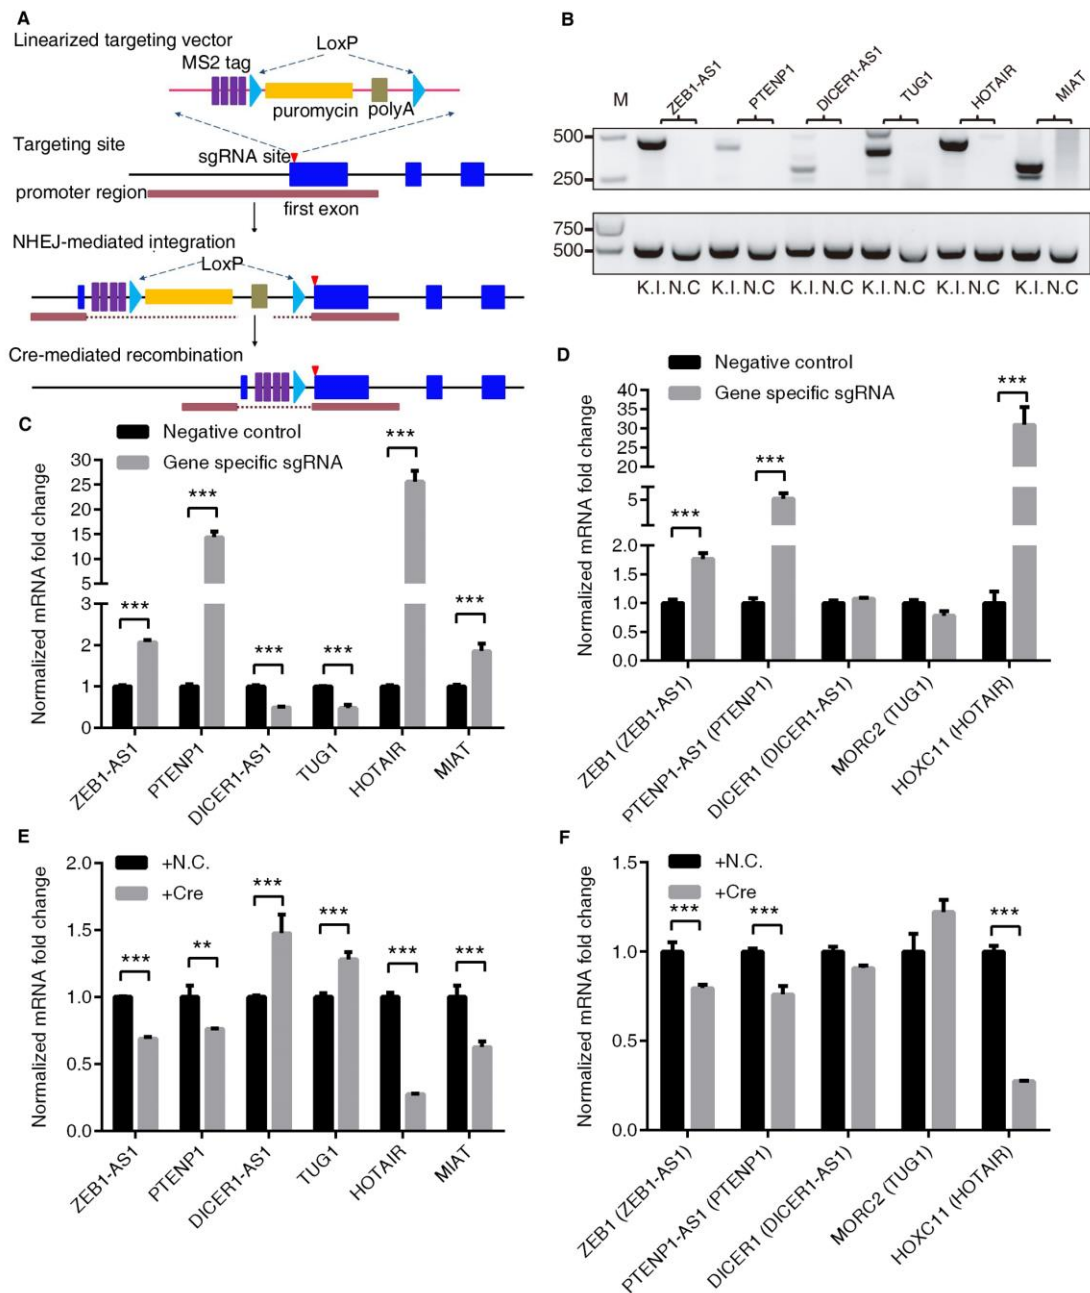 A
Linearized targeting vector
LoxP
MS2 tag
puromycin
polyA
Targeting site
sgRNA site
promoter region
first exon
NHEJ-mediated integration
LoxP
Cre-mediated recombination
B
M
ZEB1-AS1
PTENP1
DICER1-AS1
TUG1
HOTAIR
MIAT
500
250
750
500
K.I. N.C K.I. N.C K.I. N.C K.I. N.C K.I. N.C K.I. N.C
C
Negative control
Gene specific sgRNA
Normalized mRNA fold change
30
25
20
15
10
5
3
2
1
0
***
***
***
***
***
***
ZEB1-AS1
PTENP1
DICER1-AS1
TUG1
HOTAIR
MIAT
D
Negative control
Gene specific sgRNA
Normalized mRNA fold change
40
35
30
25
20
5
2.0
1.5
1.0
0.5
0.0
***
***
***
ZEB1 (ZEB1-AS1)
PTENP1-AS1 (PTENP1)
DICER1 (DICER1-AS1)
MORC2 (TUG1)
HOXC11 (HOTAIR)
E
+N.C.
+Cre
Normalized mRNA fold change
2.0
1.5
1.0
0.5
0.0
***
**
***
***
***
***
ZEB1-AS1
PTENP1
DICER1-AS1
TUG1
HOTAIR
MIAT
F
+N.C.
+Cre
Normalized mRNA fold change
1.5
1.0
0.5
0.0
***
***
***
ZEB1 (ZEB1-AS1)
PTENP1-AS1 (PTENP1)
DICER1 (DICER1-AS1)
MORC2 (TUG1)
HOXC11 (HOTAIR)